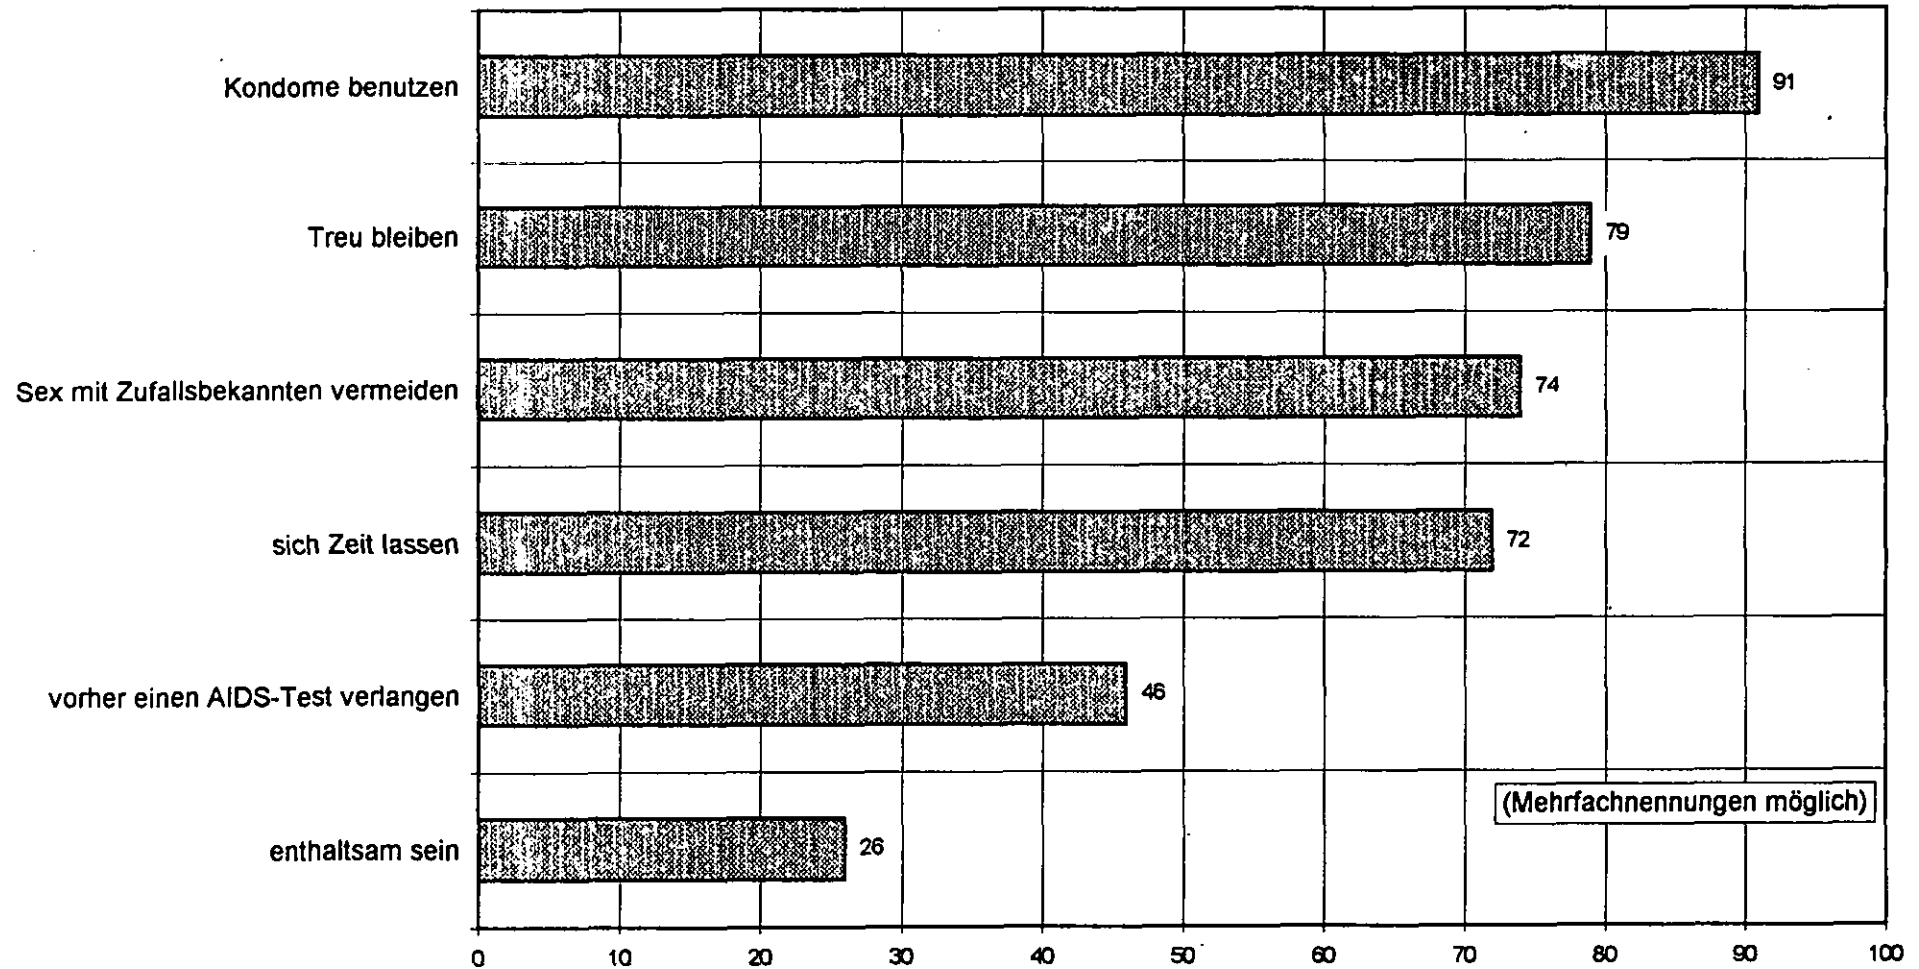 Kondome benutzen
91
Treu bleiben
79
Sex mit Zufallsbekannten vermeiden
74
sich Zeit lassen
72
vorher einen AIDS-Test verlangen
46
(Mehrfachnennungen möglich)
enthaltsam sein
26
0 10 20 30 40 50 60 70 80 90 100